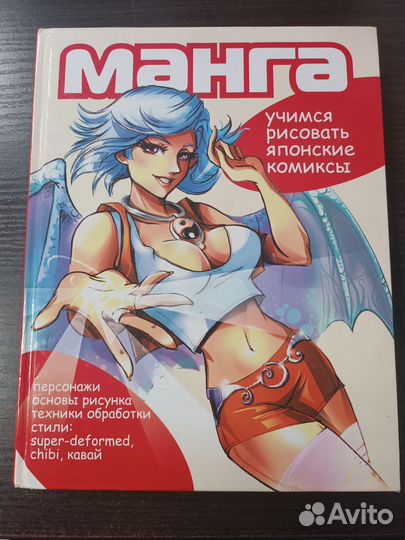 манга
учимся
рисовать
японские
комиксы
персонажи
основы рисунка
техники обработки
стили:
super-deformed,
chibi, кавай
Avito